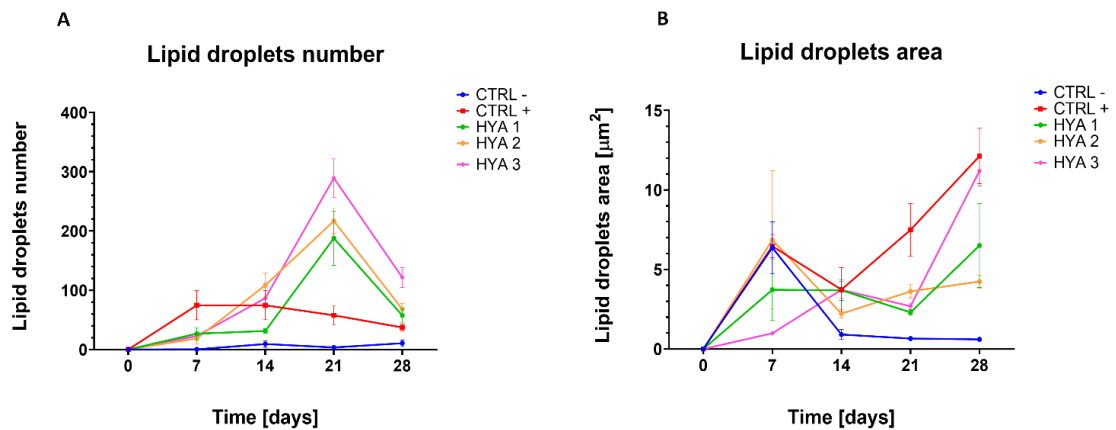 A
Lipid droplets number
CTRL -
CTRL +
HYA 1
HYA 2
HYA 3
Lipid droplets number
400
300
200
100
0
0 7 14 21 28
Time [days]
B
Lipid droplets area
CTRL -
CTRL +
HYA 1
HYA 2
HYA 3
Lipid droplets area [μm²]
15
10
5
0
0 7 14 21 28
Time [days]